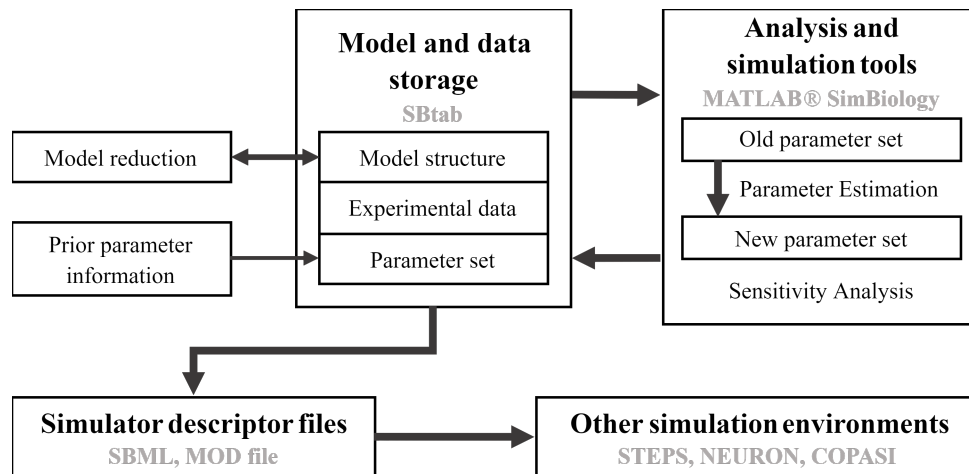 Model and data
storage
SBtab
Model structure
Experimental data
Parameter set
Model reduction
Prior parameter
information
Analysis and
simulation tools
MATLAB® SimBiology
Old parameter set
Parameter Estimation
New parameter set
Sensitivity Analysis
Simulator descriptor files
SBML, MOD file
Other simulation environments
STEPS, NEURON, COPASI